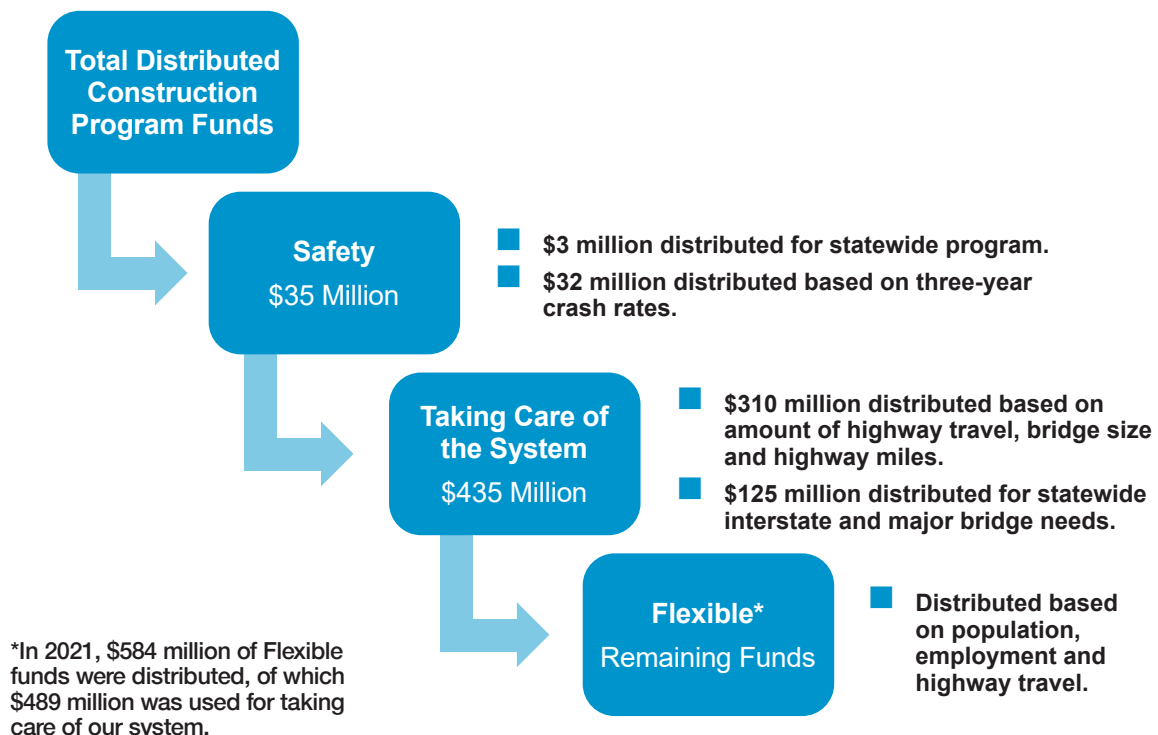 Total Distributed
Construction
Program Funds
Safety
$35 Million
$3 million distributed for statewide program.
$32 million distributed based on three-year
crash rates.
Taking Care of
the System
$435 Million
$310 million distributed based on
amount of highway travel, bridge size
and highway miles.
$125 million distributed for statewide
interstate and major bridge needs.
Flexible*
Remaining Funds
Distributed based
on population,
employment and
highway travel.
*In 2021, $584 million of Flexible
funds were distributed, of which
$489 million was used for taking
care of our system.